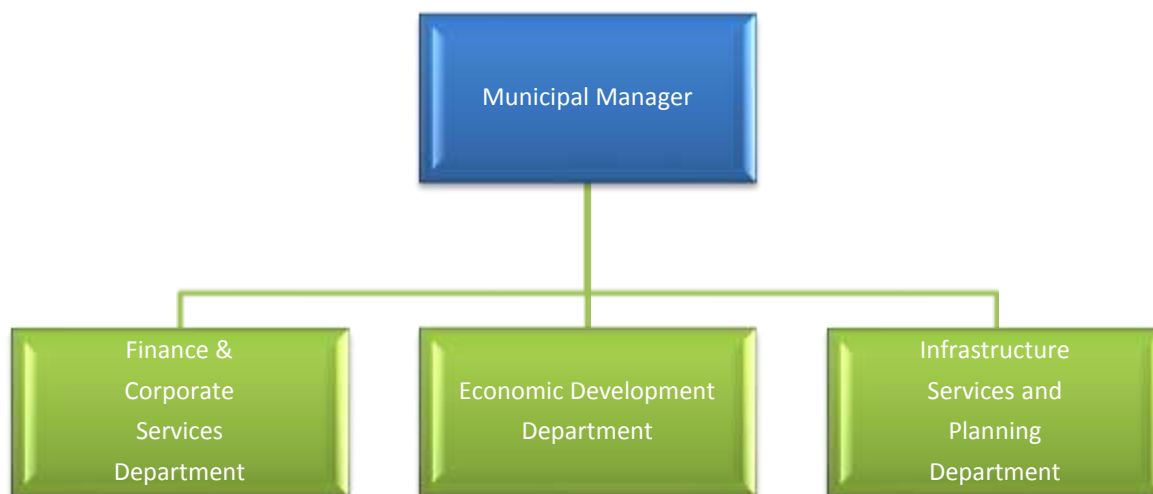 Municipal Manager
Finance &
Corporate
Services
Department
Economic Development
Department
Infrastructure
Services and
Planning
Department